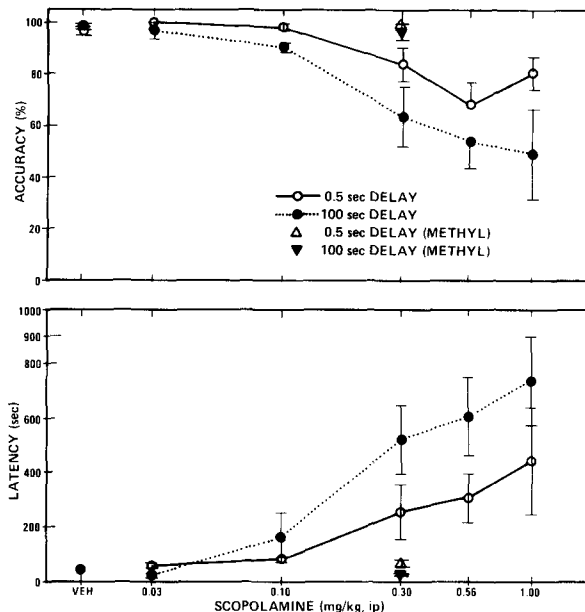 100
80
60
40
20
0
ACCURACY (%)
0.5 sec DELAY
100 sec DELAY
0.5 sec DELAY (METHYL)
100 sec DELAY (METHYL)
1000
900
800
600
400
200
0
LATENCY (sec)
VEH 0.03 0.10 0.30 0.56 1.00
SCOPOLAMINE (mg/kg, ip)